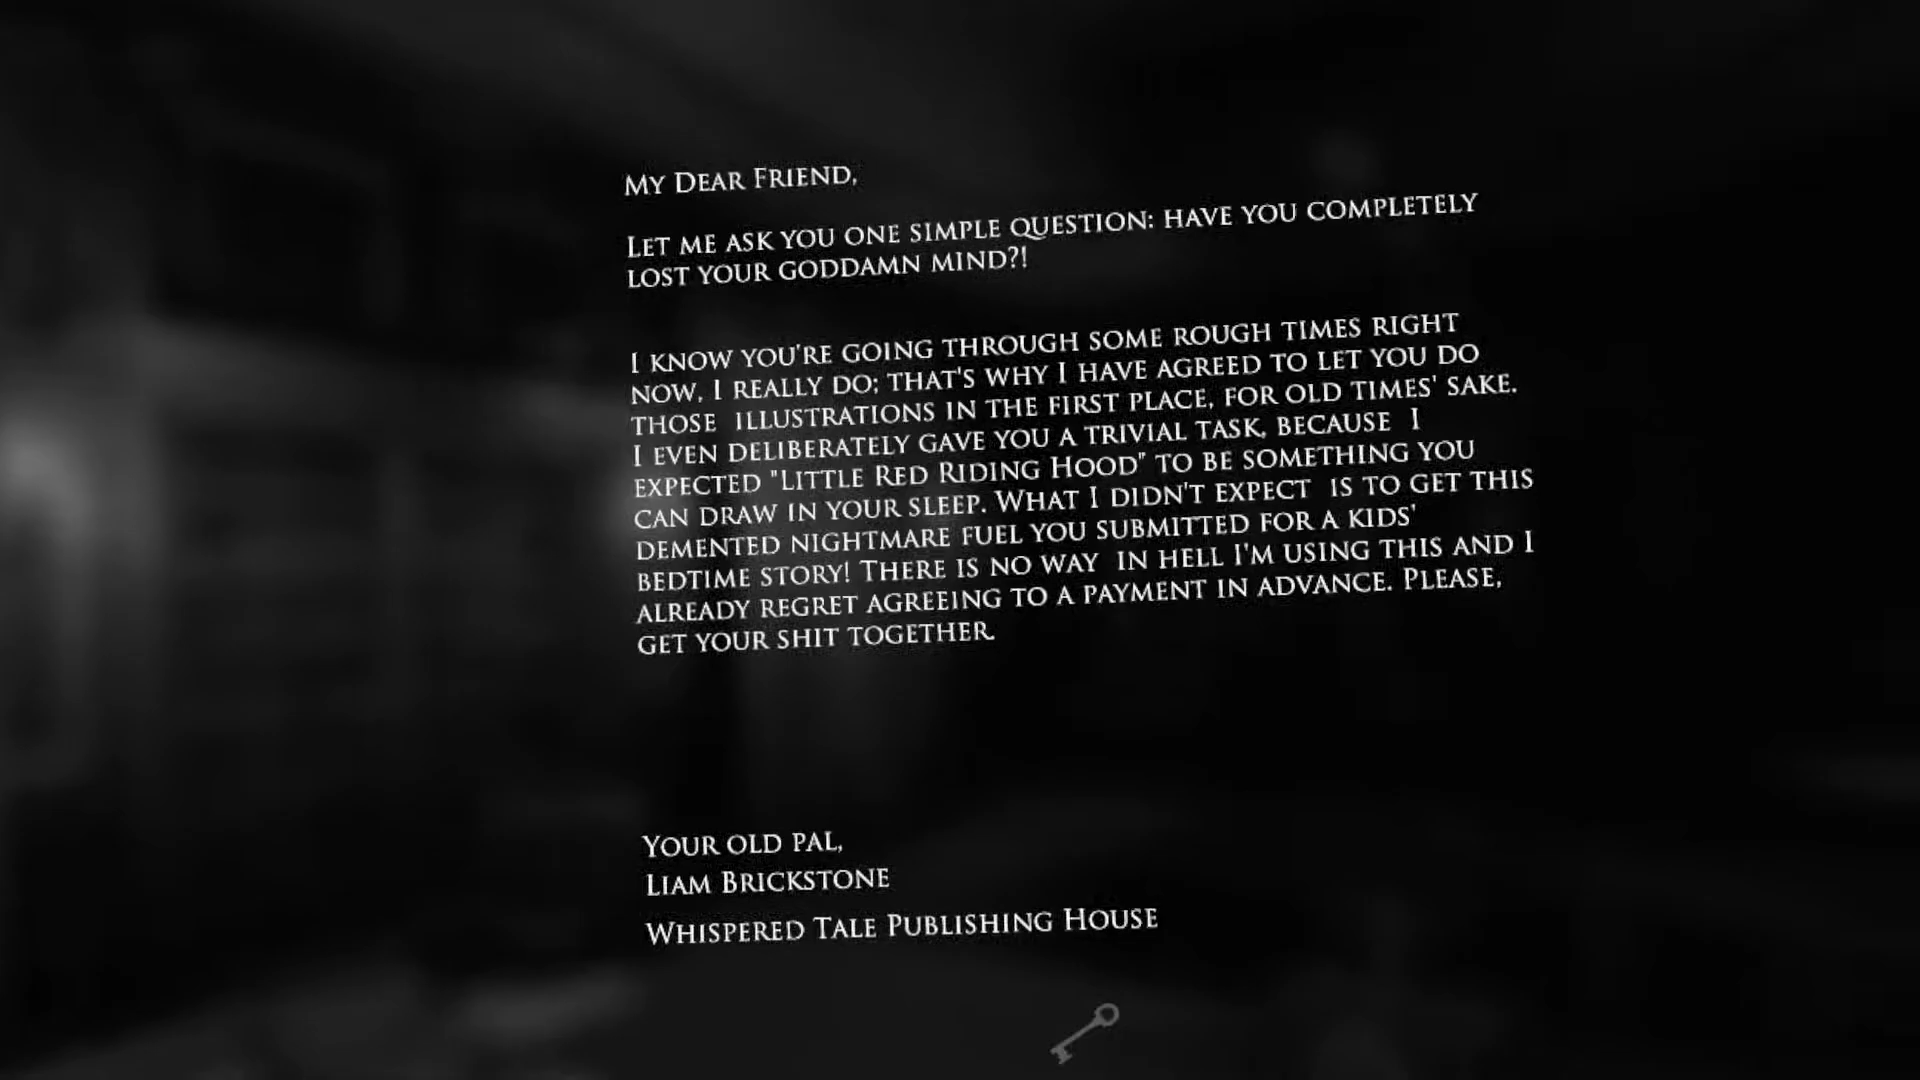 My Dear Friend,
Let me ask you one simple question: have you completely
lost your goddamn mind?!
I know you're going through some rough times right
now, I really do; that's why I have agreed to let you do
those illustrations in the first place, for old times' sake.
I even deliberately gave you a trivial task, because I
expected "Little Red Riding Hood" to be something you
can draw in your sleep. What I didn't expect is to get this
demented nightmare fuel you submitted for a kids'
bedtime story! There is no way in hell I'm using this and I
already regret agreeing to a payment in advance. Please,
get your shit together.
Your old pal,
Liam Brickstone
Whispered Tale Publishing House